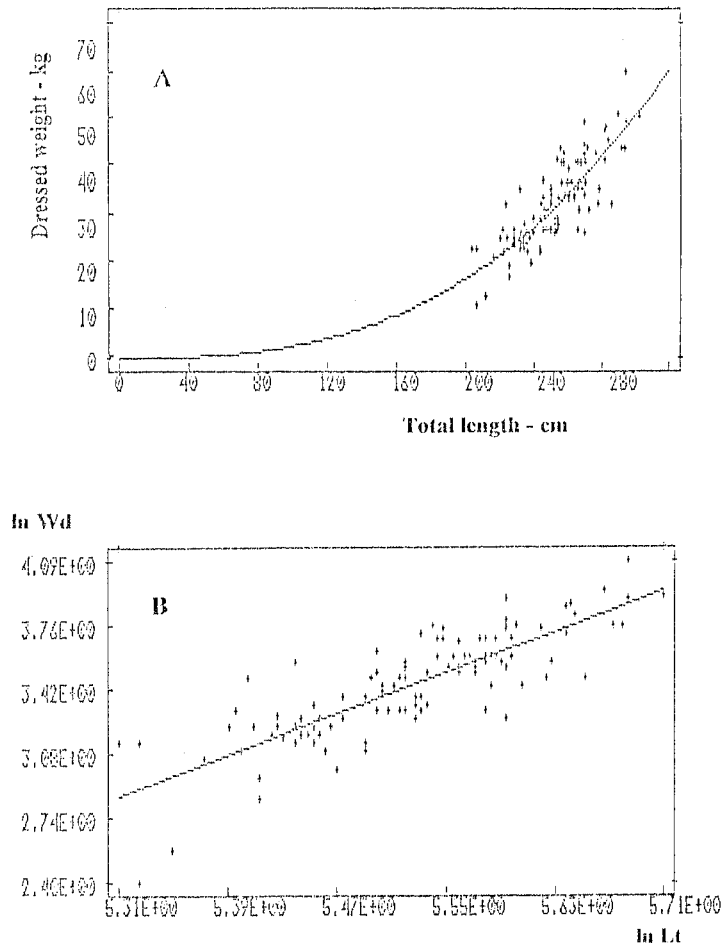 Dressed weight - kg
A
70
60
50
40
30
20
10
0
0 40 80 120 160 200 240 280
Total length - cm
ln Wd
B
4.09E+00
3.76E+00
3.42E+00
3.08E+00
2.74E+00
2.40E+00
5.31E+00 5.39E+00 5.47E+00 5.55E+00 5.63E+00 5.71E+00
ln Lt